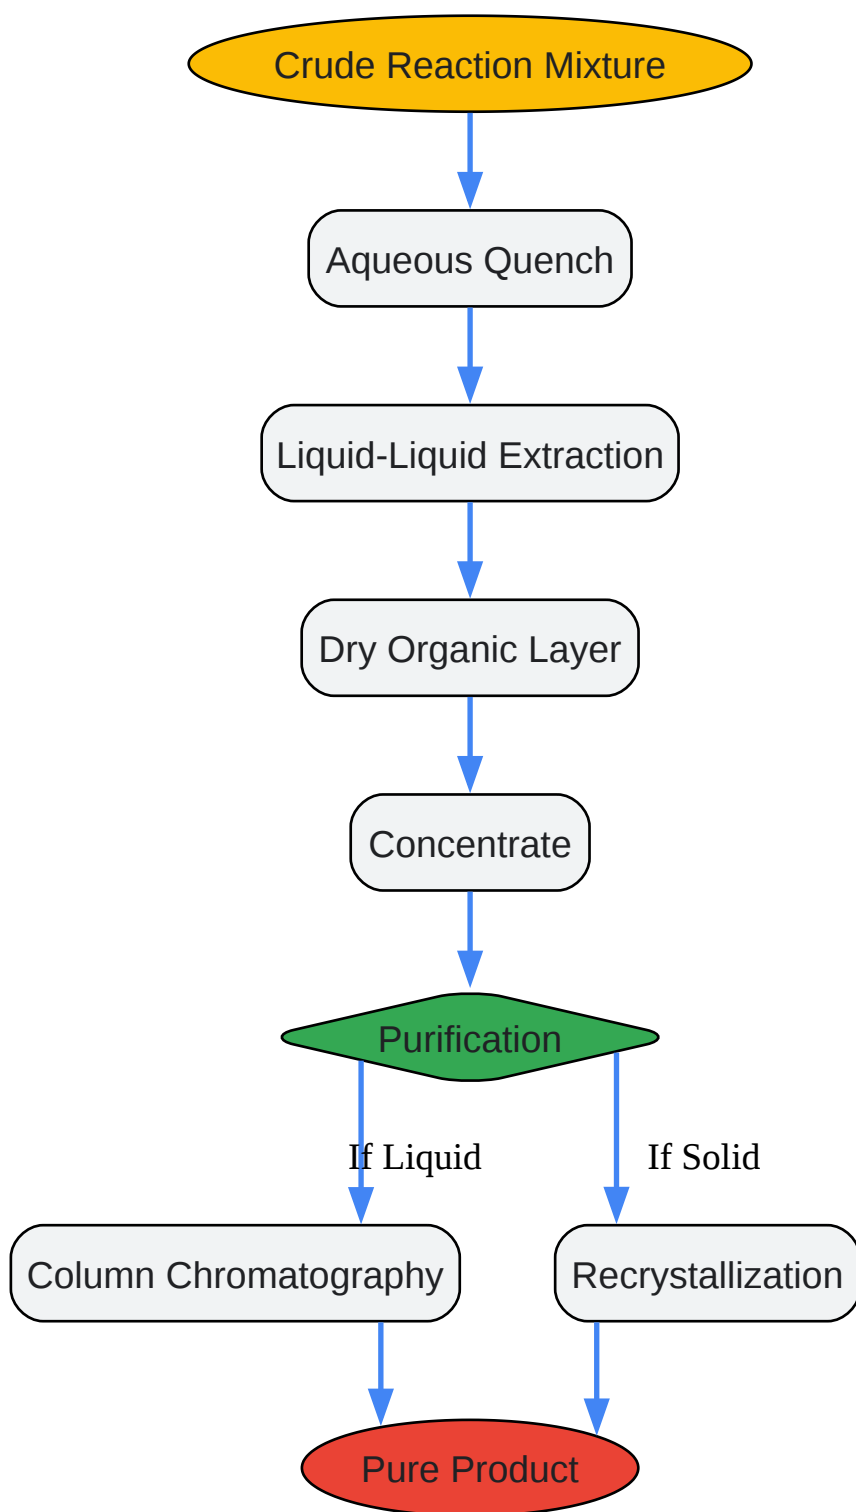 Crude Reaction Mixture
Aqueous Quench
Liquid-Liquid Extraction
Dry Organic Layer
Concentrate
Purification
If Liquid
If Solid
Column Chromatography
Recrystallization
Pure Product